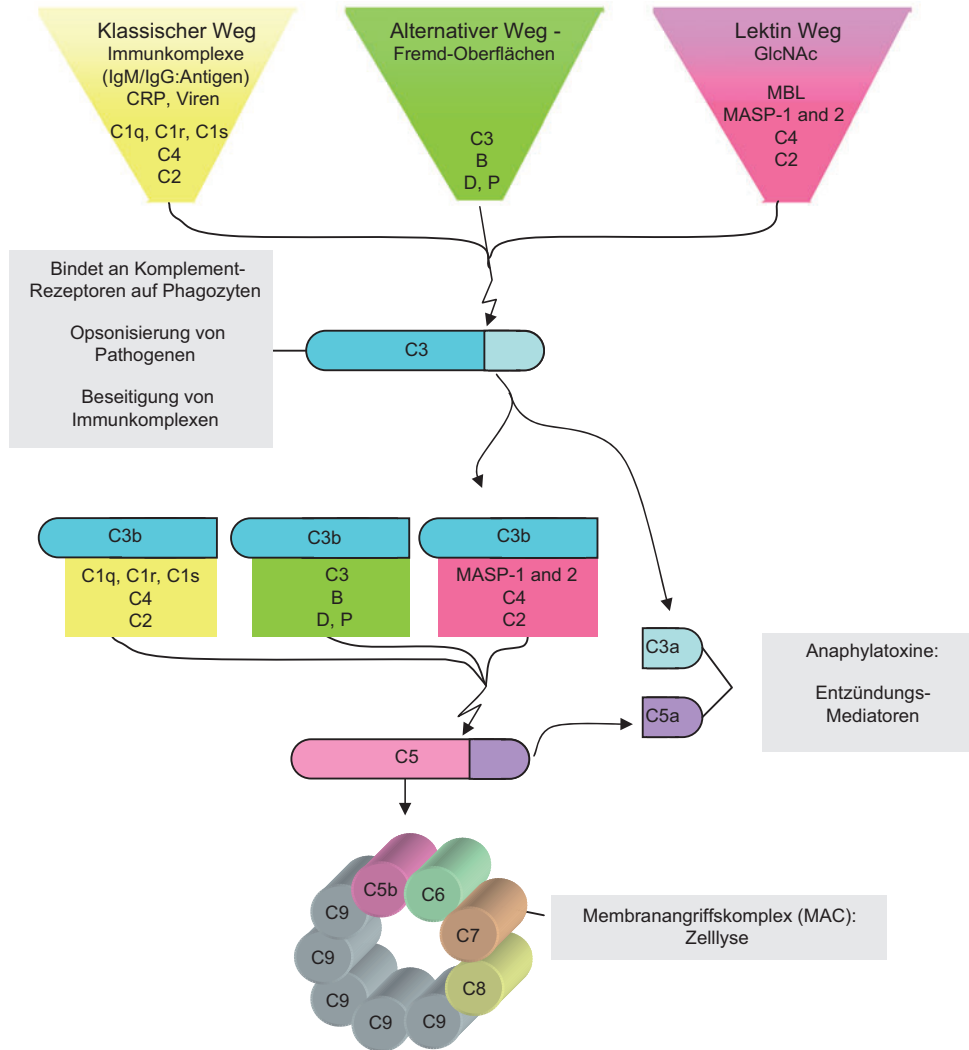 Klassischer Weg
Immunkomplexe
(IgM/IgG:Antigen)
CRP, Viren
C1q, C1r, C1s
C4
C2
Alternativer Weg -
Fremd-Oberflächen
C3
B
D, P
Lektin Weg
GlcNAc
MBL
MASP-1 and 2
C4
C2
Bindet an Komplement-
Rezeptoren auf Phagozyten
Opsonisierung von
Pathogenen
Beseitigung von
Immunkomplexen
C3
C3b
C1q, C1r, C1s
C4
C2
C3b
C3
B
D, P
C3b
MASP-1 and 2
C4
C2
C3a
C5a
Anaphylatoxine:
Entzündungs-
Mediatoren
C5
C5b
C6
C7
C8
C9
C9
C9
C9
C9
Membranangriffskomplex (MAC):
Zelllyse